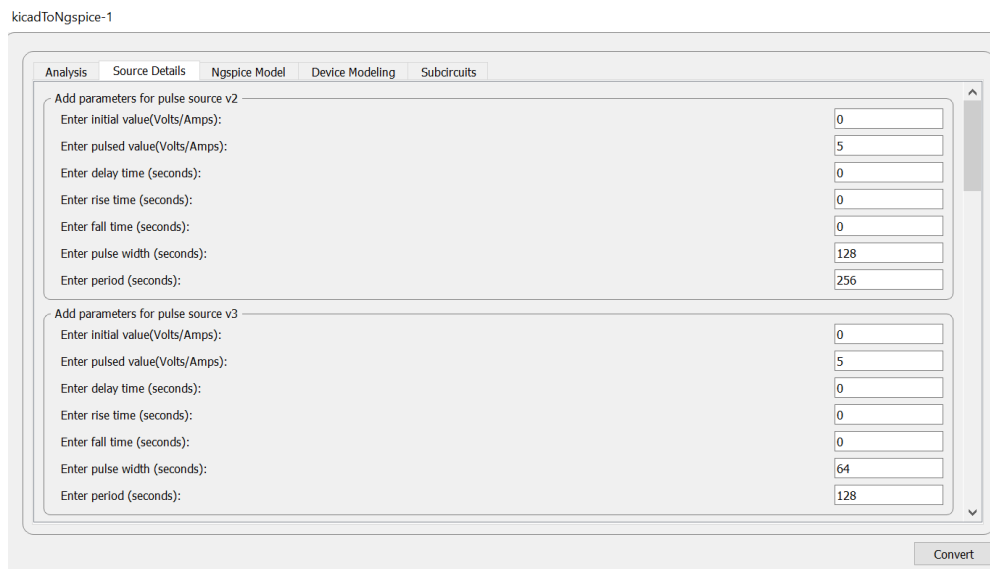 kicadToNgspice-1
Analysis Source Details Ngspice Model Device Modeling Subcircuits
Add parameters for pulse source v2
Enter initial value(Volts/Amps): 0
Enter pulsed value(Volts/Amps): 5
Enter delay time (seconds): 0
Enter rise time (seconds): 0
Enter fall time (seconds): 0
Enter pulse width (seconds): 128
Enter period (seconds): 256
Add parameters for pulse source v3
Enter initial value(Volts/Amps): 0
Enter pulsed value(Volts/Amps): 5
Enter delay time (seconds): 0
Enter rise time (seconds): 0
Enter fall time (seconds): 0
Enter pulse width (seconds): 64
Enter period (seconds): 128
Convert